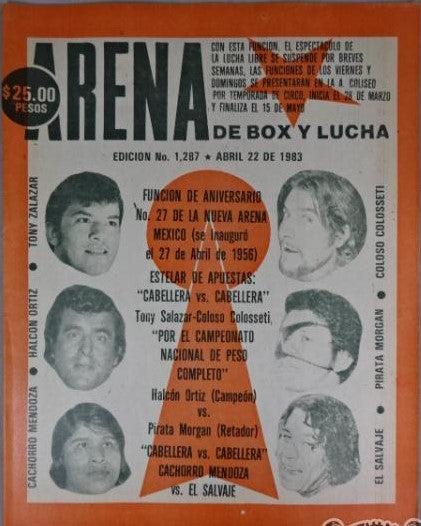 CON ESTA FUNCION, EL ESPECTACULO DE
LA LUCHA LIBRE SE SUSPENDE POR BREVES
SEMANAS, LAS FUNCIONES DE LOS VIERNES Y
DOMINGOS SE PRESENTARAN EN LA A. COLISEO
POR TEMPORADA DE CIRCO, INICIA EL 28 DE MARZO
Y FINALIZA EL 15 DE MAYO
$25.00
PESOS
ARENA
DE BOX Y LUCHA
EDICION No. 1,287 ★ ABRIL 22 DE 1983
FUNCION DE ANIVERSARIO
No. 27 DE LA NUEVA ARENA
MEXICO (se inauguró
el 27 de Abril de 1956)
ESTELAR DE APUESTAS:
"CABELLERA vs. CABELLERA"
Tony Salazar-Coloso Colosseti,
"POR EL CAMPEONATO
NACIONAL DE PESO
COMPLETO"
Halcón Ortiz (Campeón)
vs.
Pirata Morgan (Retador)
"CABELLERA vs. CABELLERA"
CACHORRO MENDOZA
vs. EL SALVAJE
CACHORRO MENDOZA ● HALCON ORTIZ ● TONY SALAZAR
EL SALVAJE ● PIRATA MORGAN ● COLOSO COLOSSETI